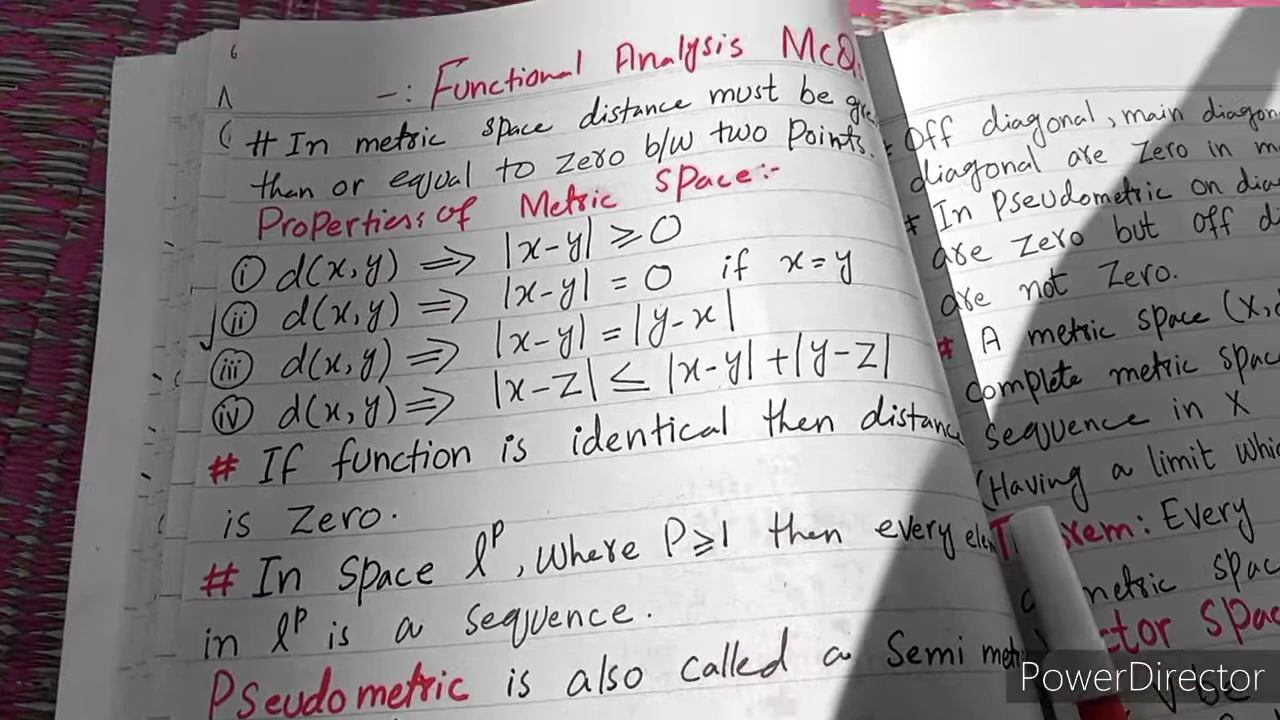 6
-: Functional Analysis McQ
# In metric space distance must be
than or equal to zero b/w two Points.
Properties of Metric space:-
(i) d(x,y) ⇒ |x-y| ≥ 0
(ii) d(x,y) ⇒ |x-y| = 0 if x=y
(iii) d(x,y) ⇒ |x-y| = |y-x|
(iv) d(x,y) ⇒ |x-z| ≤ |x-y| + |y-z|
# If function is identical then distance
is zero.
# In space l^p, where P≥1 then every
in l^p is a sequence.
Pseudometric is also called a semi
Off diagonal, main
diagonal are zero in
* In Pseudometric on
are zero but off
are not zero.
# A metric space (X,
complete metric
sequence in X
(Having a limit
Every
metric
PowerDirector